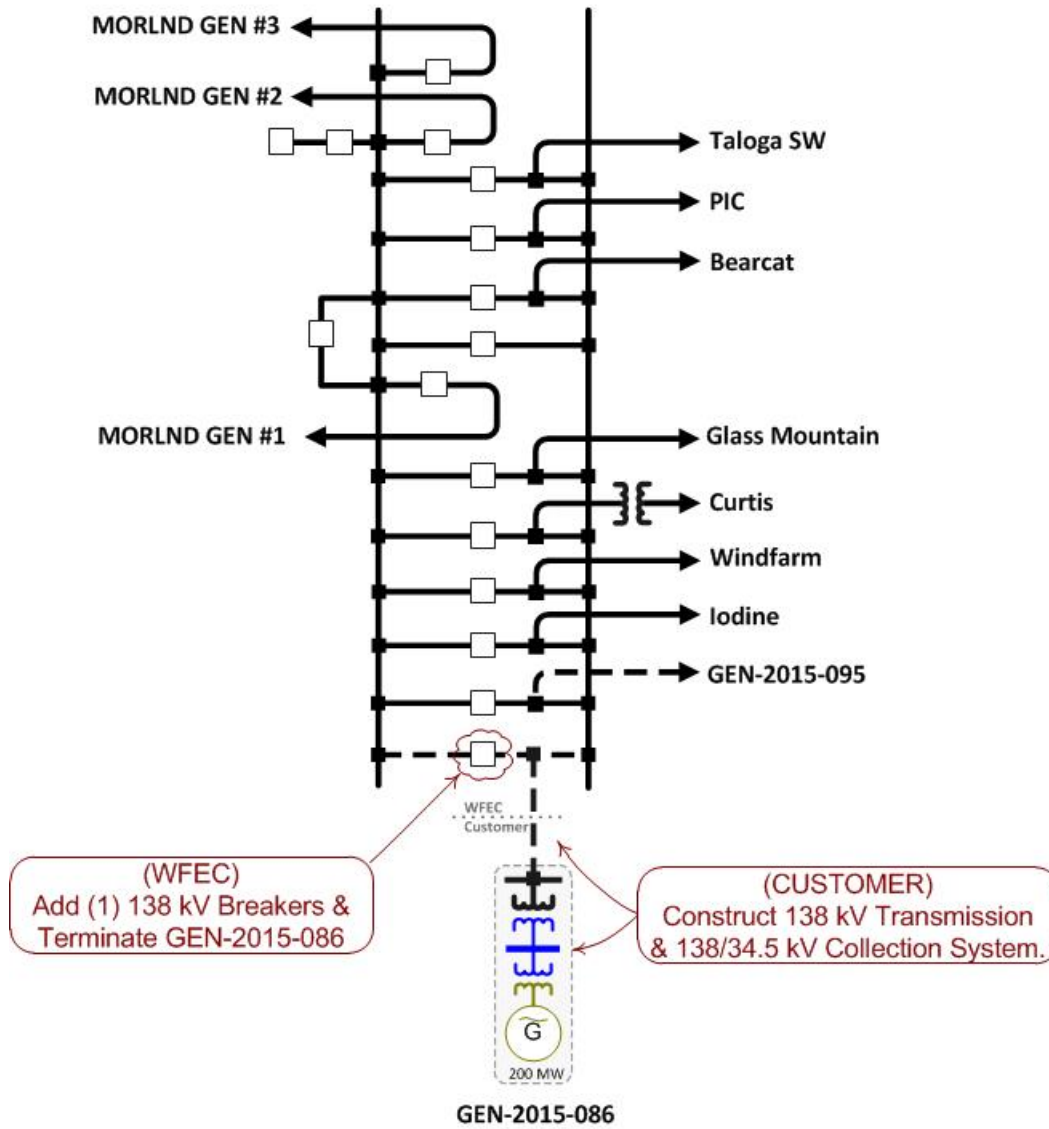 MORLND GEN #3
MORLND GEN #2
Taloga SW
PIC
Bearcat
MORLND GEN #1
Glass Mountain
Curtis
Windfarm
Iodine
GEN-2015-095
WFEC
Customer
(WFEC)
Add (1) 138 kV Breakers &
Terminate GEN-2015-086
(CUSTOMER)
Construct 138 kV Transmission
& 138/34.5 kV Collection System.
G
200 MW
GEN-2015-086